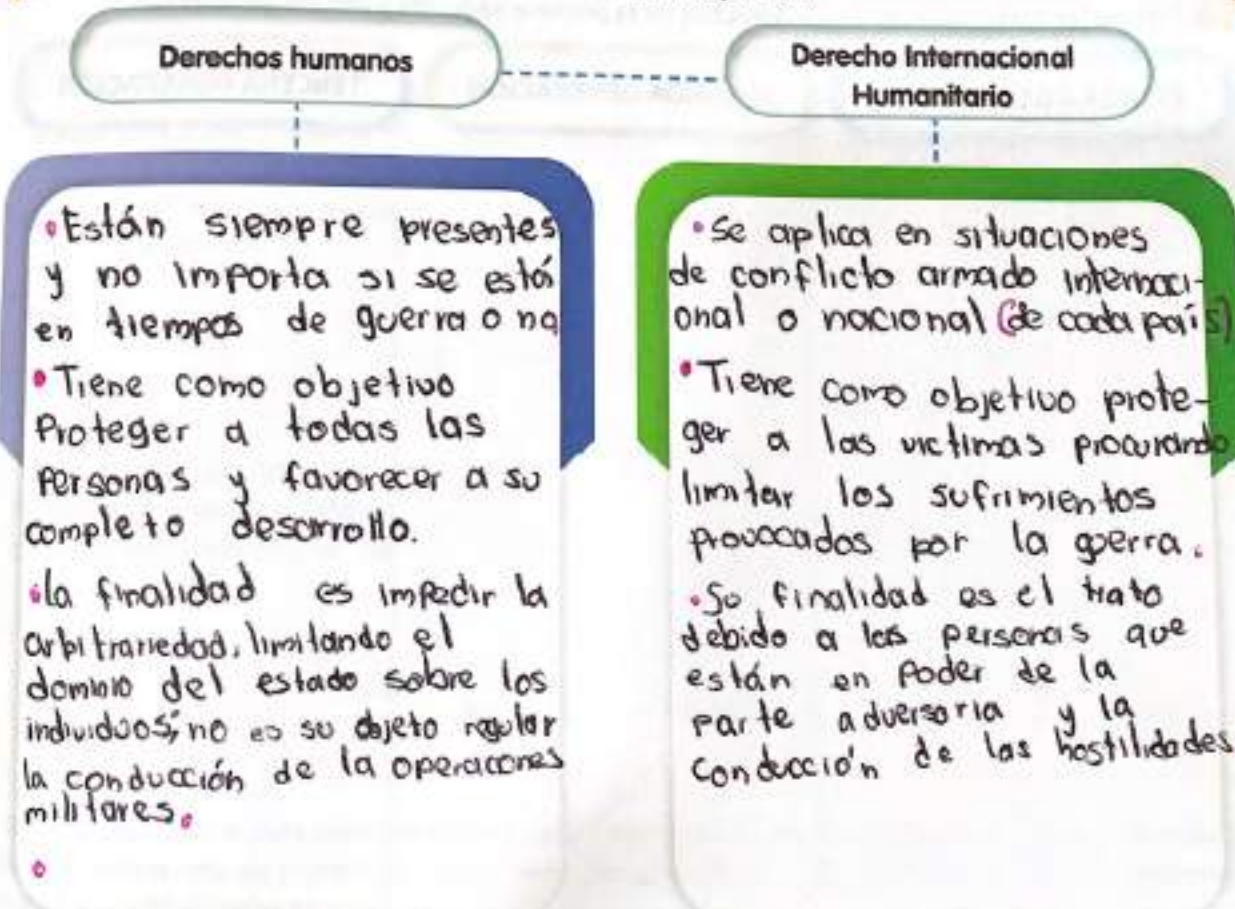 Derechos humanos
•Están siempre presentes
y no importa si se está
en tiempos de guerra o no
•Tiene como objetivo
Proteger a todas las
Personas y favorecer a su
completo desarrollo.
•la finalidad es impedir la
arbitrariedad, limitando el
dominio del estado sobre los
individuos; no es su objeto regular
la conducción de la operacones
militares.
Derecho Internacional
Humanitario
•Se aplica en situaciones
de conflicto armado internaci-
onal o nacional (de cada país)
•Tiene como objetivo prote-
ger a las victimas procurando
limitar los sufrimientos
provocados por la gerra.
•Su finalidad es el trato
debido a las personas que
están en Poder de la
parte adversaria y la
conducción de las hostilidades